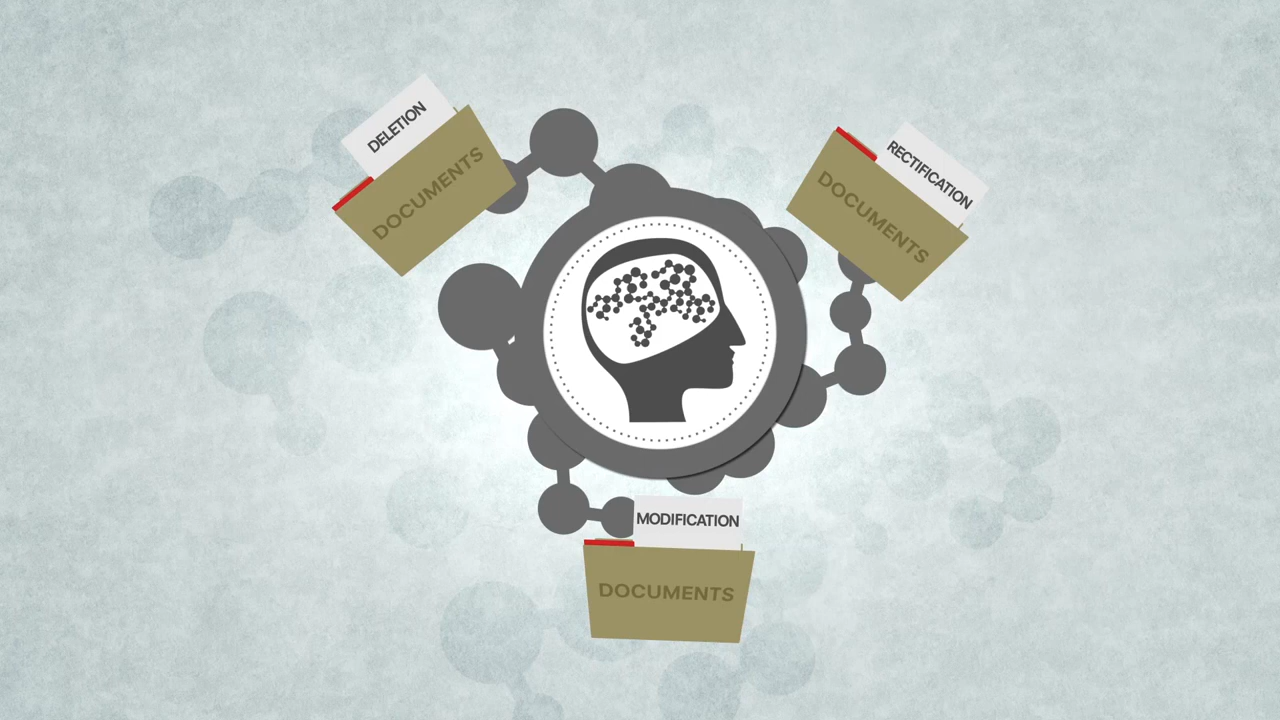 DELETION
DOCUMENTS
RECTIFICATION
DOCUMENTS
MODIFICATION
DOCUMENTS